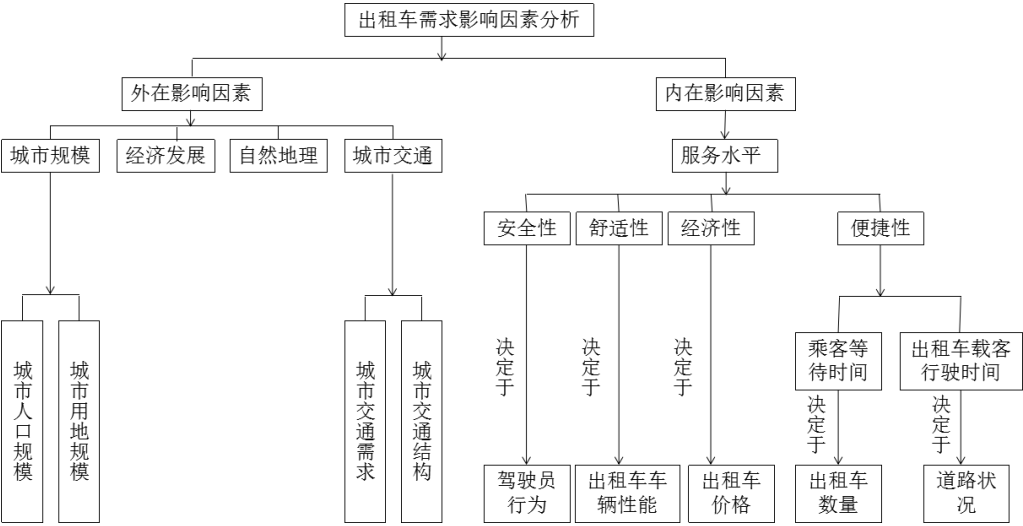 出租车需求影响因素分析
外在影响因素
内在影响因素
城市规模
经济发展
自然地理
城市交通
服务水平
安全性
舒适性
经济性
便捷性
城市人口规模
城市用地规模
城市交通需求
城市交通结构
决定于
决定于
决定于
乘客等
待时间
出租车载客
行驶时间
决定于
决定于
驾驶员
行为
出租车车
辆性能
出租车
价格
出租车
数量
道路状
况